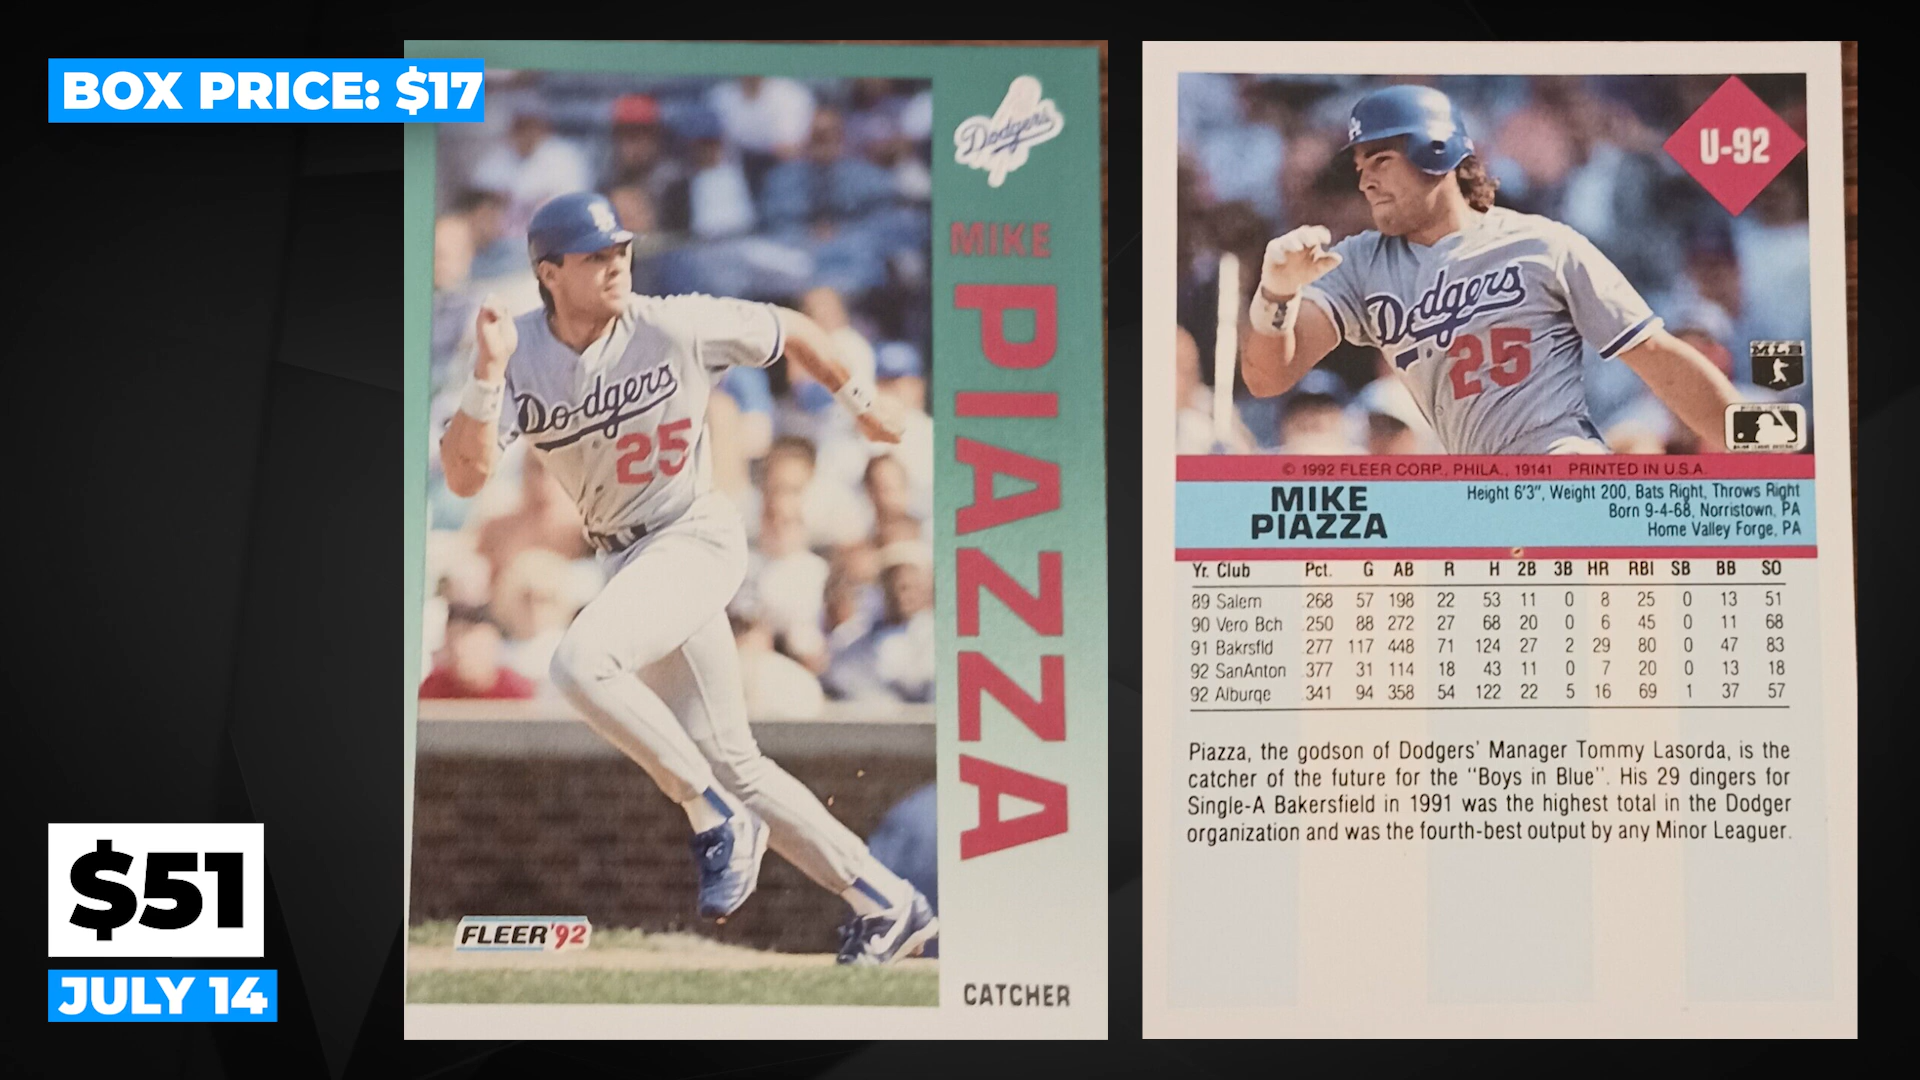 BOX PRICE: $17
$51
JULY 14
Dodgers
MIKE
PIAZZA
Dodgers
25
FLEER '92
CATCHER
U-92
LA
Dodgers
25
MLB
© 1992 FLEER CORP., PHILA., 19141 PRINTED IN U.S.A.
MIKE
PIAZZA
Height 6'3", Weight 200, Bats Right, Throws Right
Born 9-4-68, Norristown, PA
Home Valley Forge, PA
Yr. Club Pct. G AB R H 2B 3B HR RBI SB BB SO
89 Salem .268 57 198 22 53 11 0 8 25 0 13 51
90 Vero Bch .250 88 272 27 68 20 0 6 45 0 11 68
91 Bakrsfld .277 117 448 71 124 27 2 29 80 0 47 83
92 SanAnton .377 31 114 18 43 11 0 7 20 0 13 18
92 Alburqe .341 94 358 54 122 22 5 16 69 1 37 57
Piazza, the godson of Dodgers' Manager Tommy Lasorda, is the
catcher of the future for the "Boys in Blue". His 29 dingers for
Single-A Bakersfield in 1991 was the highest total in the Dodger
organization and was the fourth-best output by any Minor Leaguer.